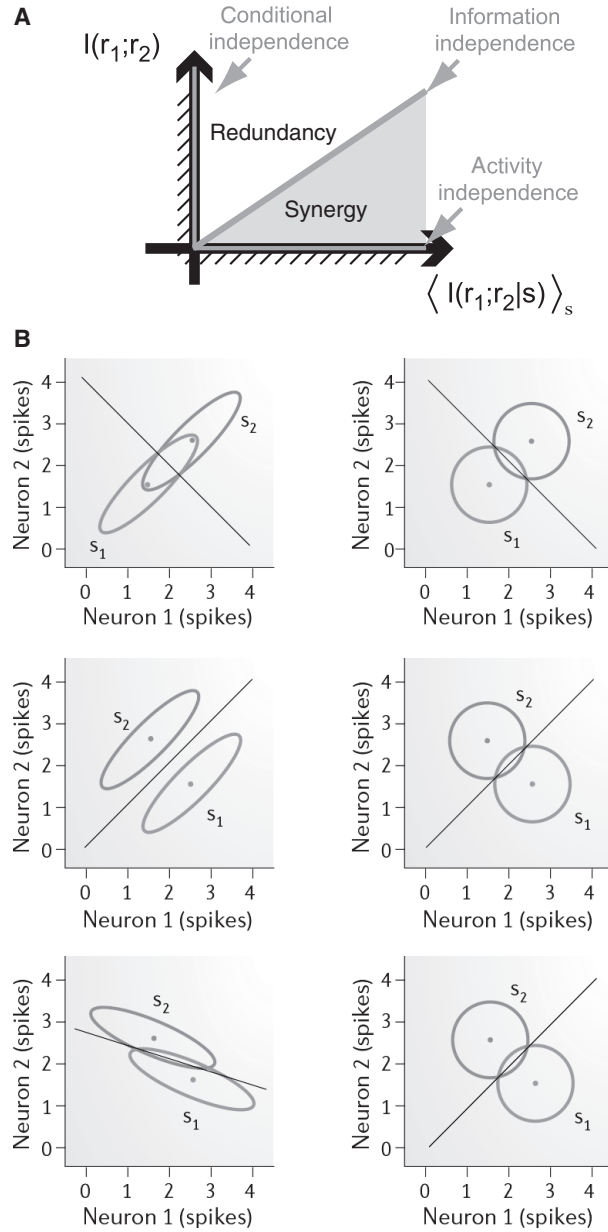 A
Conditional
independence
Information
independence
I(r1;r2)
Redundancy
Activity
independence
Synergy
⟨ I(r1;r2|s) ⟩s
B
Neuron 2 (spikes)
4
3
2
1
0
s2
s1
0 1 2 3 4
Neuron 1 (spikes)
Neuron 2 (spikes)
4
3
2
1
0
s2
s1
0 1 2 3 4
Neuron 1 (spikes)
Neuron 2 (spikes)
4
3
2
1
0
s2
s1
0 1 2 3 4
Neuron 1 (spikes)
Neuron 2 (spikes)
4
3
2
1
0
s2
s1
0 1 2 3 4
Neuron 1 (spikes)
Neuron 2 (spikes)
4
3
2
1
0
s2
s1
0 1 2 3 4
Neuron 1 (spikes)
Neuron 2 (spikes)
4
3
2
1
0
s2
s1
0 1 2 3 4
Neuron 1 (spikes)